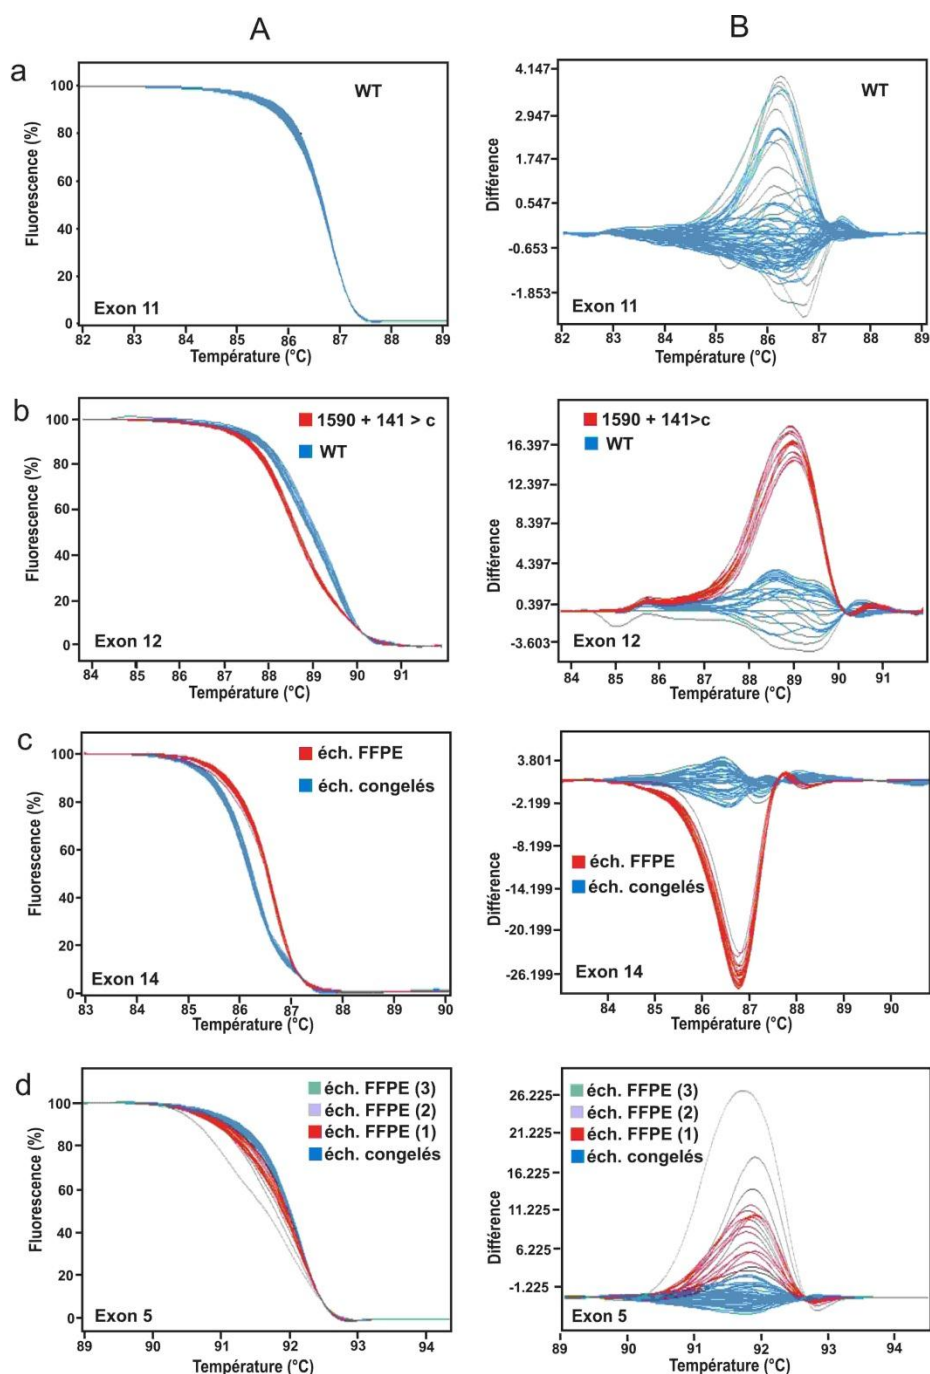 A
B
a
Fluorescence (%)
100
80
60
40
20
0
WT
Exon 11
82 83 84 85 86 87 88 89
Température (°C)
Différence
4.147
2.947
1.747
0.547
-0.653
-1.853
WT
Exon 11
82 83 84 85 86 87 88 89
Température (°C)
b
Fluorescence (%)
100
80
60
40
20
0
1590 + 141 > c
WT
Exon 12
84 85 86 87 88 89 90 91
Température (°C)
Différence
16.397
12.397
8.397
4.397
0.397
-3.603
1590 + 141>c
WT
Exon 12
84 85 86 87 88 89 90 91
Température (°C)
c
Fluorescence (%)
100
80
60
40
20
0
éch. FFPE
éch. congelés
Exon 14
83 84 85 86 87 88 89 90
Température (°C)
Différence
3.801
-2.199
-8.199
-14.199
-20.199
-26.199
éch. FFPE
éch. congelés
Exon 14
84 85 86 87 88 89 90
Température (°C)
d
Fluorescence (%)
100
80
60
40
20
0
éch. FFPE (3)
éch. FFPE (2)
éch. FFPE (1)
éch. congelés
Exon 5
89 90 91 92 93 94
Température (°C)
Différence
26.225
21.225
16.225
11.225
6.225
-1.225
éch. FFPE (3)
éch. FFPE (2)
éch. FFPE (1)
éch. congelés
Exon 5
89 90 91 92 93 94
Température (°C)